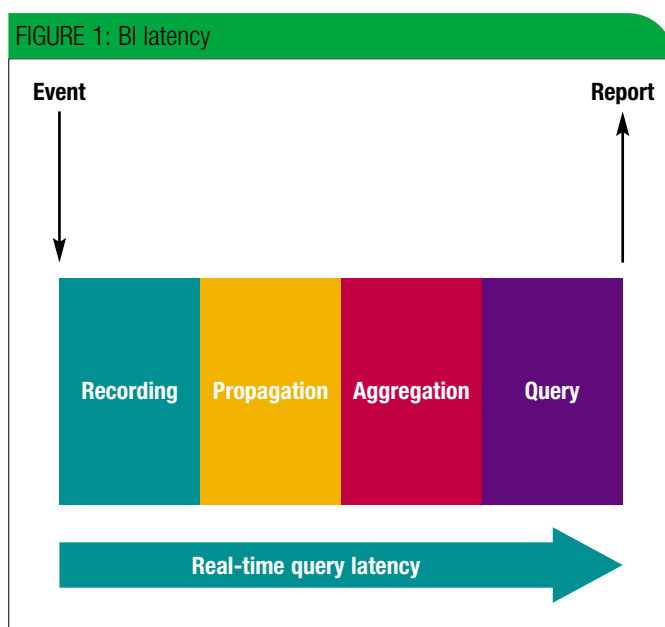 FIGURE 1: BI latency
Event
Report
Recording
Propagation
Aggregation
Query
Real-time query latency